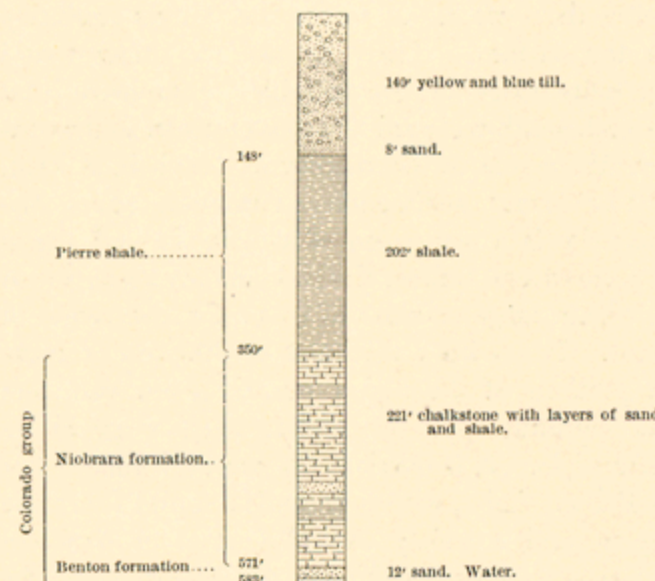 140′ yellow and blue till.
8′ sand.
148′
Pierre shale.
202′ shale.
350′
221′ chalkstone with layers of sand
and shale.
Colorado group
Niobrara formation.
571′
Benton formation
12′ sand. Water.
583′